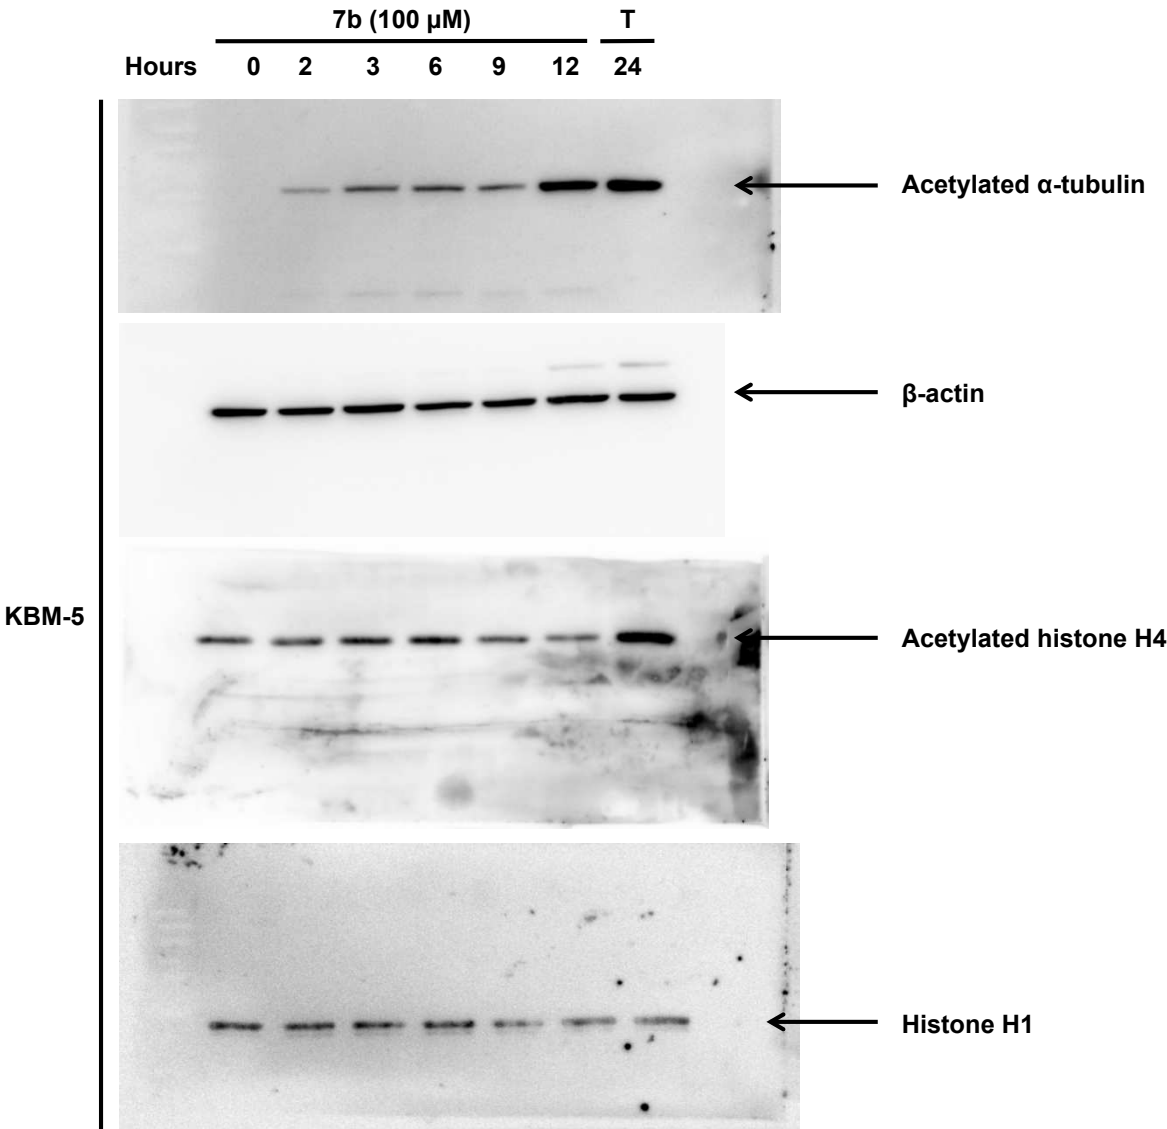 7b (100 µM) T
Hours 0 2 3 6 9 12 24
Acetylated α-tubulin
β-actin
KBM-5
Acetylated histone H4
Histone H1